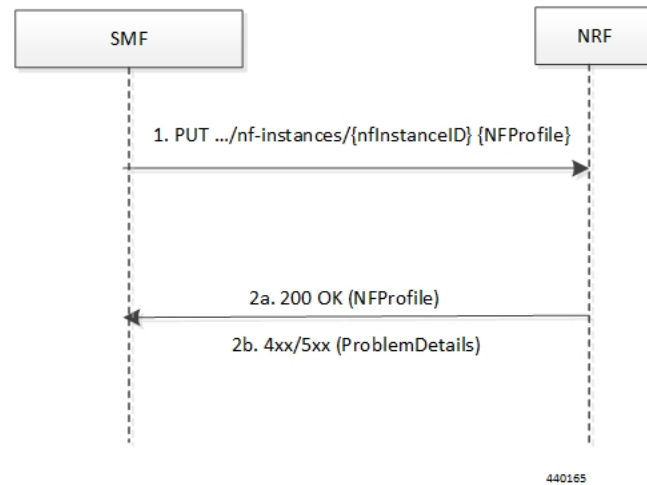 SMF
NRF
1. PUT .../nf-instances/{nfInstanceID} {NFProfile}
2a. 200 OK (NFProfile)
2b. 4xx/5xx (ProblemDetails)
440165